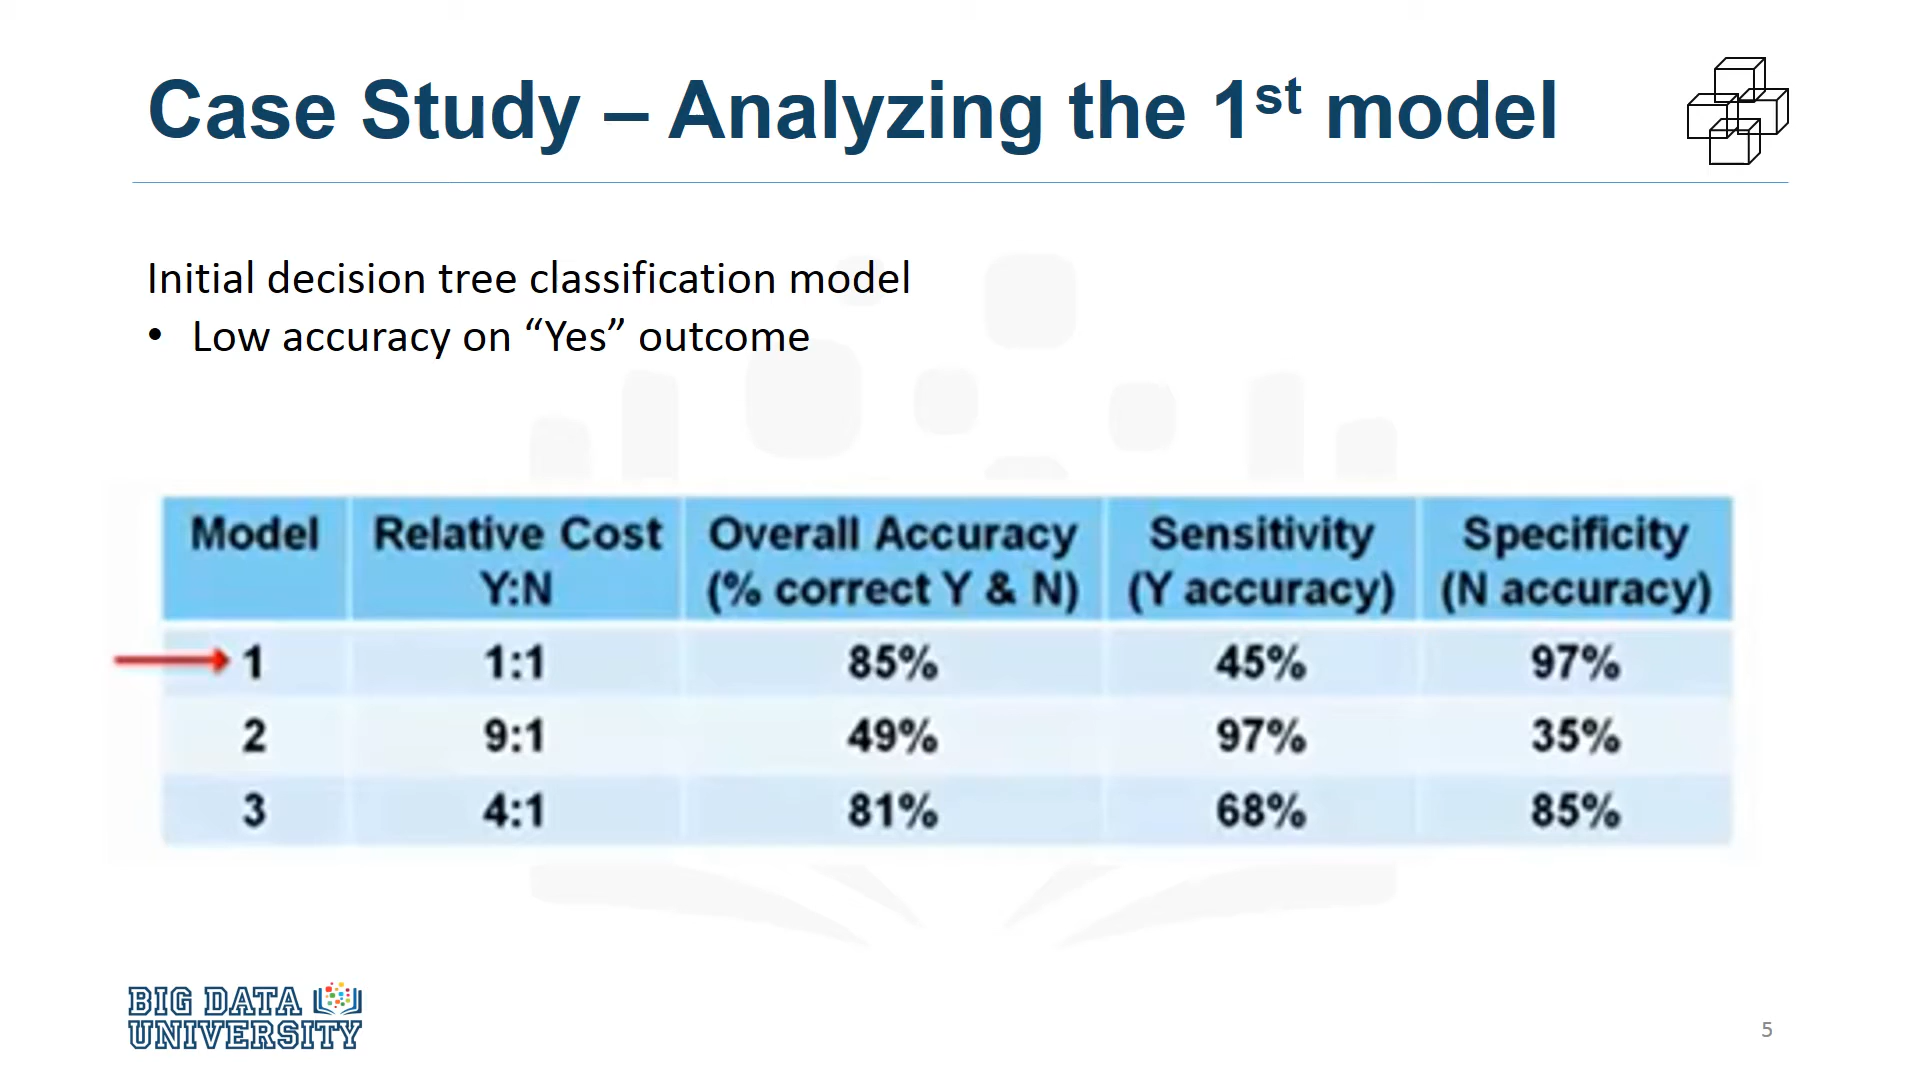 Case Study – Analyzing the 1st model
Initial decision tree classification model
• Low accuracy on “Yes” outcome
Model Relative Cost Overall Accuracy Sensitivity Specificity
Y:N (% correct Y & N) (Y accuracy) (N accuracy)
1 1:1 85% 45% 97%
2 9:1 49% 97% 35%
3 4:1 81% 68% 85%
BIG DATA
UNIVERSITY
5